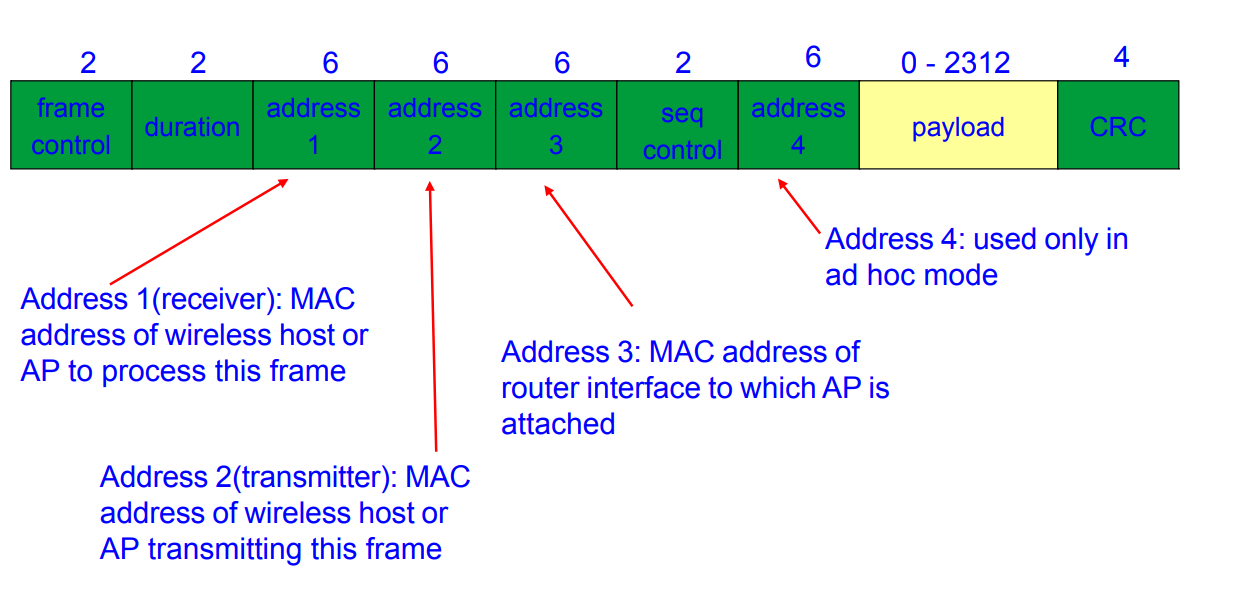 2 2 6 6 6 2 6 0 - 2312 4
frame control
duration
address 1
address 2
address 3
seq control
address 4
payload
CRC
Address 4: used only in
ad hoc mode
Address 1(receiver): MAC
address of wireless host or
AP to process this frame
Address 3: MAC address of
router interface to which AP is
attached
Address 2(transmitter): MAC
address of wireless host or
AP transmitting this frame